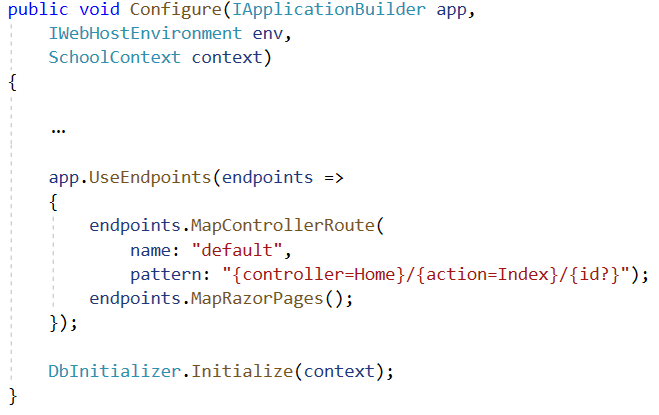 public void Configure(IApplicationBuilder app,
    IWebHostEnvironment env,
    SchoolContext context)
{
    ...
    app.UseEndpoints(endpoints =>
    {
        endpoints.MapControllerRoute(
            name: "default",
            pattern: "{controller=Home}/{action=Index}/{id?}");
        endpoints.MapRazorPages();
    });
    DbInitializer.Initialize(context);
}